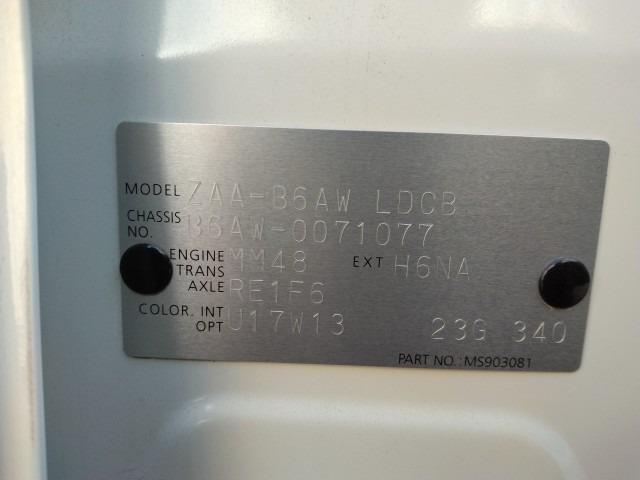 MODEL ZAA-B6AW LDCB
CHASSIS NO. B6AW-0071077
ENGINE MM48 EXT H6NA
TRANS AXLE RE1F6
COLOR. INT OPT U17W13 23G 340
PART NO.:MS903081